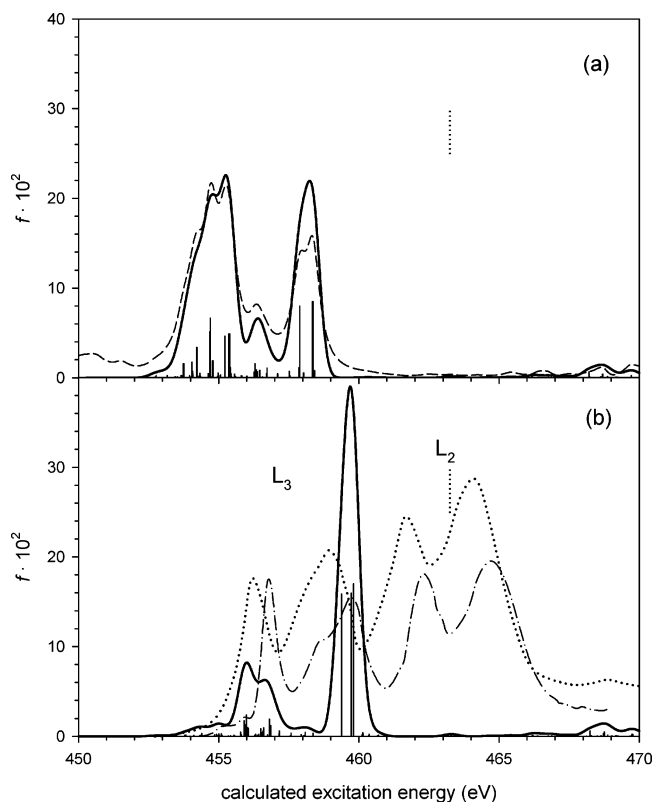 40
(a)
30
f · 10²
20
10
0
(b)
L₂
L₃
30
f · 10²
20
10
0
450 455 460 465 470
calculated excitation energy (eV)